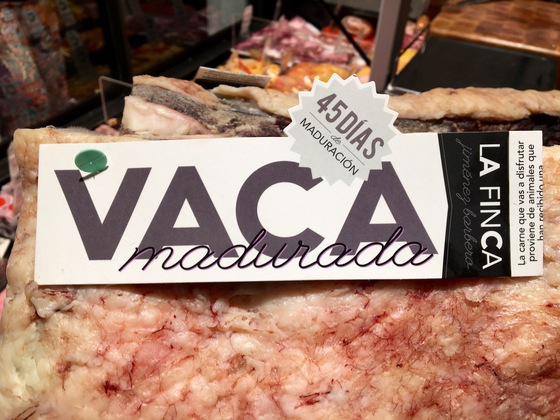 VACA
madurada
45 DÍAS
de
MADURACIÓN
LA FINCA
jiménez barbero
La carne que vas a disfrutar
proviene de animales que
han recibido una